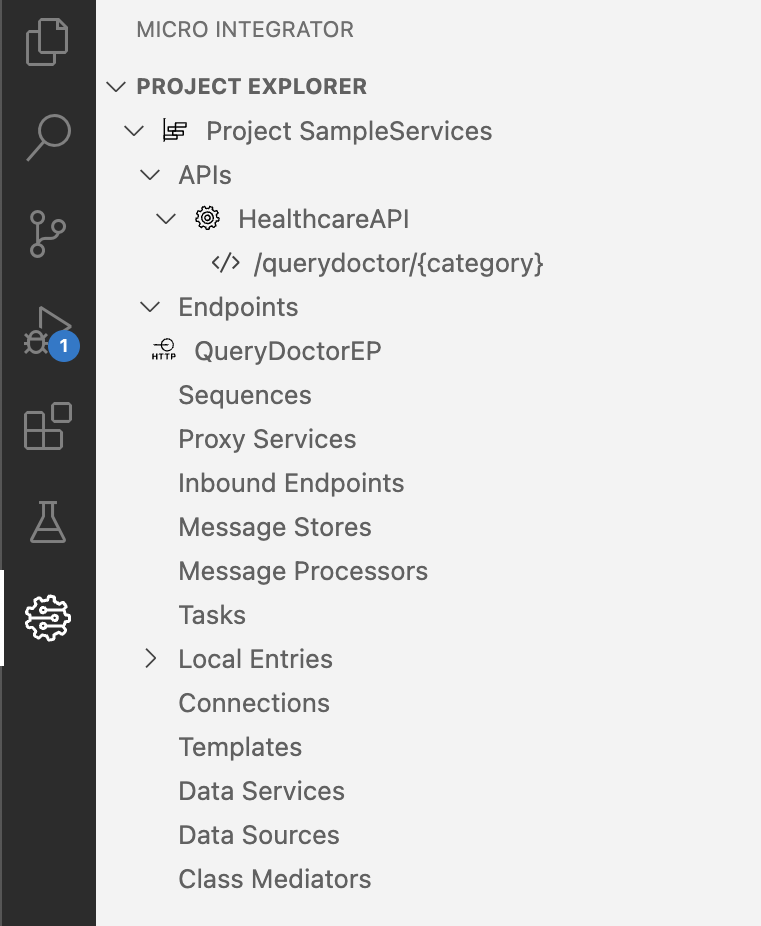 MICRO INTEGRATOR
PROJECT EXPLORER
Project SampleServices
APIs
HealthcareAPI
</> /querydoctor/{category}
Endpoints
HTTP QueryDoctorEP
Sequences
Proxy Services
Inbound Endpoints
Message Stores
Message Processors
Tasks
Local Entries
Connections
Templates
Data Services
Data Sources
Class Mediators
1